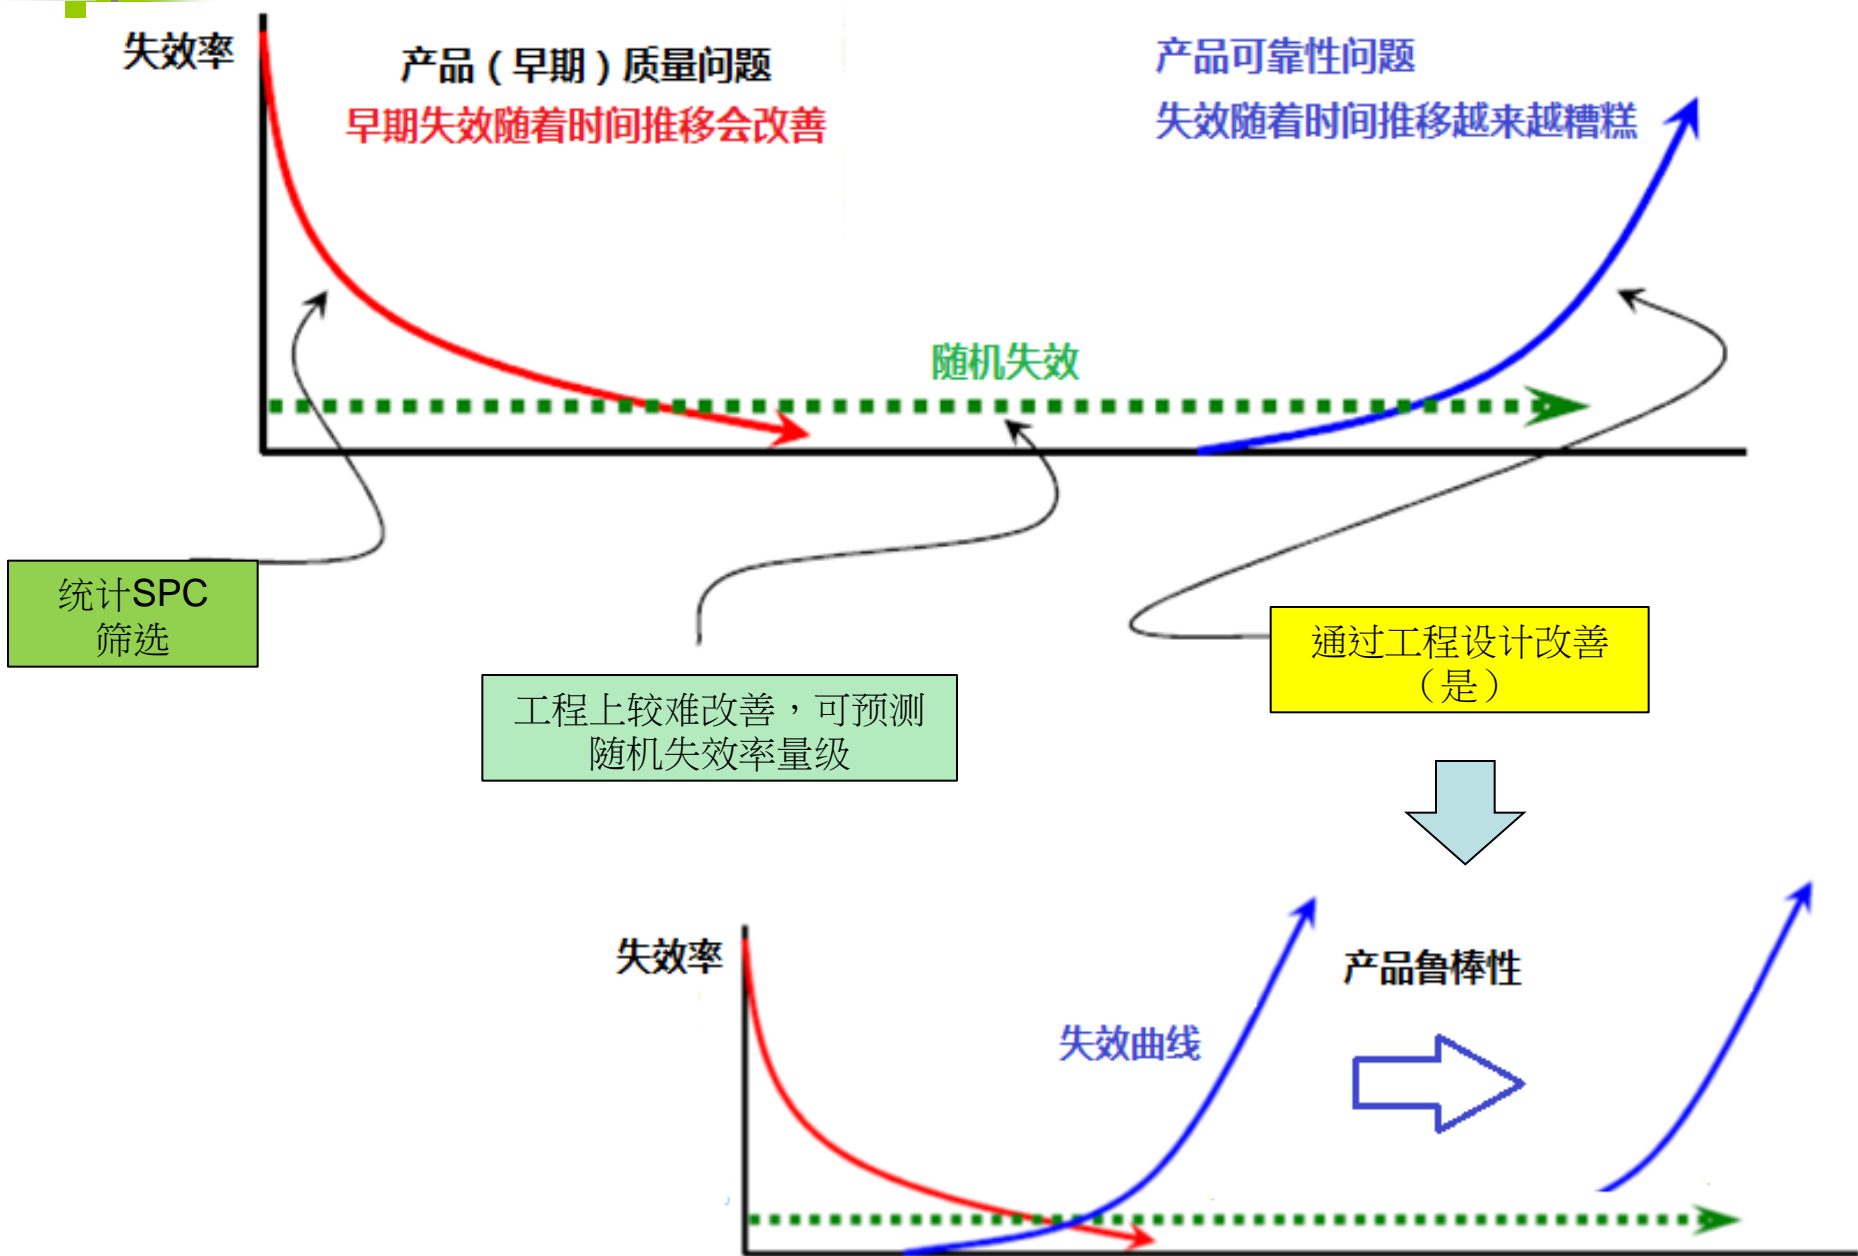 失效率
产品（早期）质量问题
早期失效随着时间推移会改善
产品可靠性问题
失效随着时间推移越来越糟糕
随机失效
统计SPC
筛选
工程上较难改善，可预测
随机失效率量级
通过工程设计改善
（是）
失效率
失效曲线
产品鲁棒性